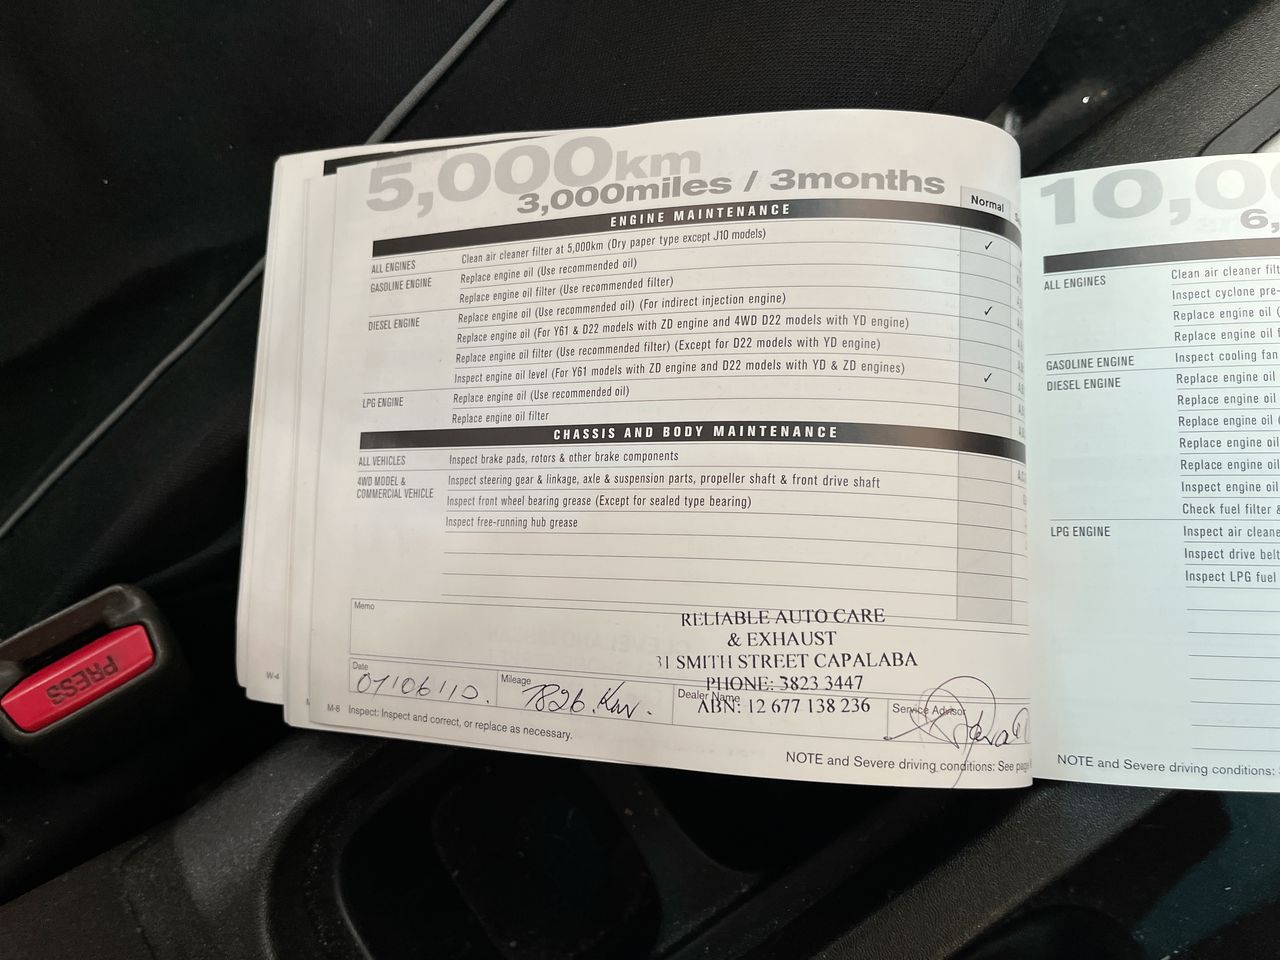 5,000km
3,000miles / 3months
Normal
ENGINE MAINTENANCE
ALL ENGINES Clean air cleaner filter at 5,000km (Dry paper type except J10 models) ✓
GASOLINE ENGINE Replace engine oil (Use recommended oil)
Replace engine oil filter (Use recommended filter)
DIESEL ENGINE Replace engine oil (Use recommended oil) (For indirect injection engine) ✓
Replace engine oil (For Y61 & D22 models with ZD engine and 4WD D22 models with YD engine)
Replace engine oil filter (Use recommended filter) (Except for D22 models with YD engine)
Inspect engine oil level (For Y61 models with ZD engine and D22 models with YD & ZD engines) ✓
LPG ENGINE Replace engine oil (Use recommended oil)
Replace engine oil filter
CHASSIS AND BODY MAINTENANCE
ALL VEHICLES Inspect brake pads, rotors & other brake components
4WD MODEL & COMMERCIAL VEHICLE Inspect steering gear & linkage, axle & suspension parts, propeller shaft & front drive shaft
Inspect front wheel bearing grease (Except for sealed type bearing)
Inspect free-running hub grease
Memo
RELIABLE AUTO CARE
& EXHAUST
31 SMITH STREET CAPALABA
PHONE: 3823 3447
ABN: 12 677 138 236
Date
Mileage 7826.Km.
Dealer Name
Service Advisor
M-6 Inspect: Inspect and correct, or replace as necessary.
NOTE and Severe driving conditions: See page
W-4
10,0
6,
ALL ENGINES Clean air cleaner filt
Inspect cyclone pre-
Replace engine oil (
Replace engine oil f
GASOLINE ENGINE Inspect cooling fan
DIESEL ENGINE Replace engine oil
Replace engine oil
Replace engine oil (
Replace engine oil
Replace engine oil
Inspect engine oil
Check fuel filter &
LPG ENGINE Inspect air cleane
Inspect drive belt
Inspect LPG fuel
NOTE and Severe driving conditions:
PRESS